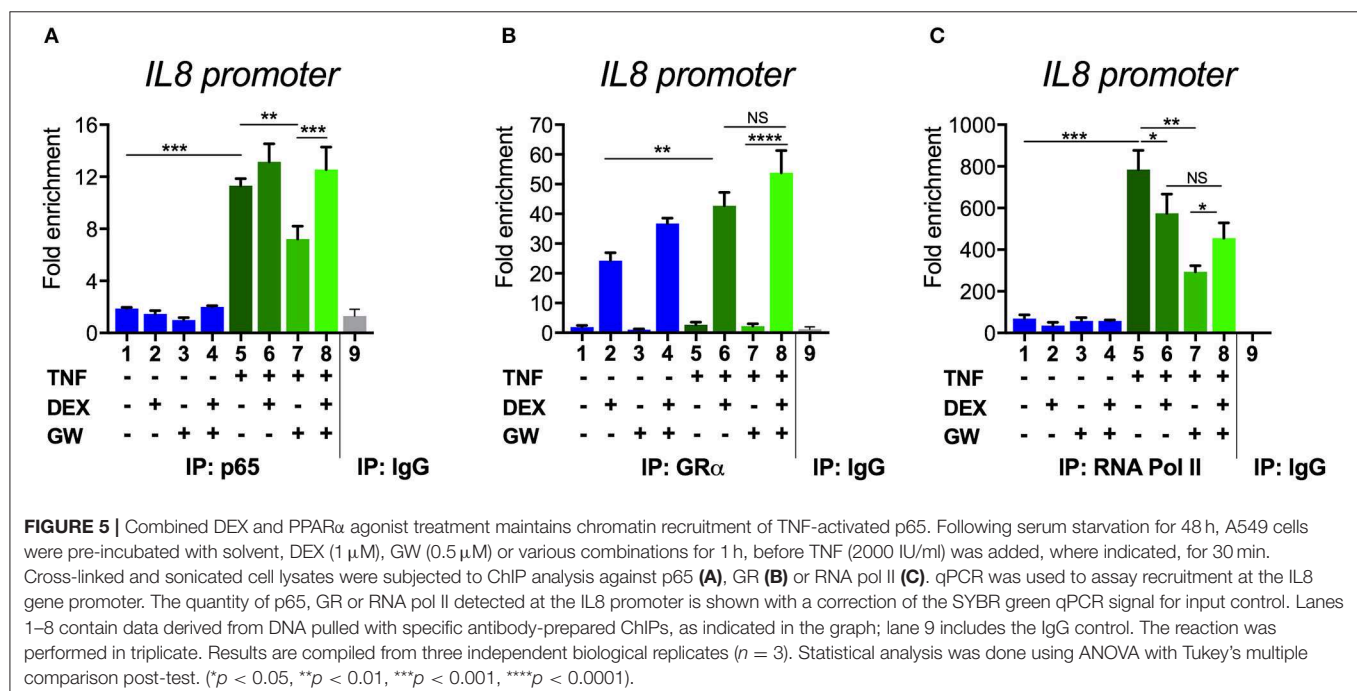 A
IL8 promoter
Fold enrichment
16
12
8
4
0
***
**
***
1 2 3 4 5 6 7 8 9
TNF - - - - + + + +
DEX - + - + - + - +
GW - - + + - - + +
IP: p65 IP: IgG
B
IL8 promoter
Fold enrichment
70
60
50
40
30
20
10
0
**
NS
****
1 2 3 4 5 6 7 8 9
TNF - - - - + + + +
DEX - + - + - + - +
GW - - + + - - + +
IP: GRα IP: IgG
C
IL8 promoter
Fold enrichment
1000
800
600
400
200
0
***
**
*
NS
*
1 2 3 4 5 6 7 8 9
TNF - - - - + + + +
DEX - + - + - + - +
GW - - + + - - + +
IP: RNA Pol II IP: IgG
FIGURE 5 | Combined DEX and PPARα agonist treatment maintains chromatin recruitment of TNF-activated p65. Following serum starvation for 48 h, A549 cells
were pre-incubated with solvent, DEX (1 μM), GW (0.5 μM) or various combinations for 1 h, before TNF (2000 IU/ml) was added, where indicated, for 30 min.
Cross-linked and sonicated cell lysates were subjected to ChIP analysis against p65 (A), GR (B) or RNA pol II (C). qPCR was used to assay recruitment at the IL8
gene promoter. The quantity of p65, GR or RNA pol II detected at the IL8 promoter is shown with a correction of the SYBR green qPCR signal for input control. Lanes
1–8 contain data derived from DNA pulled with specific antibody-prepared ChIPs, as indicated in the graph; lane 9 includes the IgG control. The reaction was
performed in triplicate. Results are compiled from three independent biological replicates (n = 3). Statistical analysis was done using ANOVA with Tukey's multiple
comparison post-test. (*p < 0.05, **p < 0.01, ***p < 0.001, ****p < 0.0001).